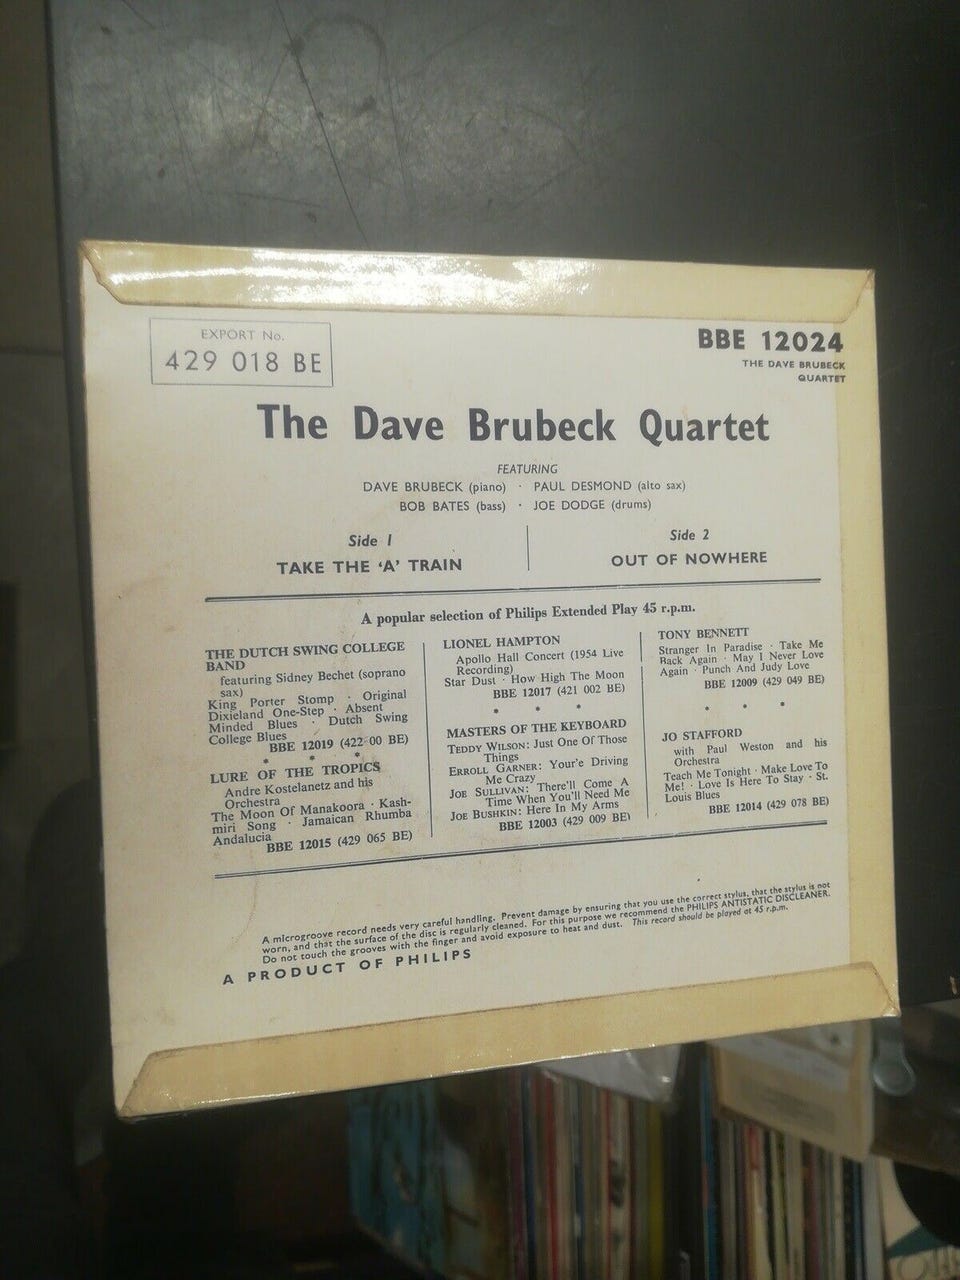 EXPORT No.
429 018 BE
BBE 12024
THE DAVE BRUBECK
QUARTET
The Dave Brubeck Quartet
FEATURING
DAVE BRUBECK (piano) · PAUL DESMOND (alto sax)
BOB BATES (bass) · JOE DODGE (drums)
Side 1
TAKE THE ‘A’ TRAIN
Side 2
OUT OF NOWHERE
A popular selection of Philips Extended Play 45 r.p.m.
THE DUTCH SWING COLLEGE
BAND
featuring Sidney Bechet (soprano
sax)
King Porter Stomp · Original
Dixieland One-Step · Absent
Minded Blues · Dutch Swing
College Blues
BBE 12019 (422 00 BE)
* * *
LURE OF THE TROPICS
Andre Kostelanetz and his
Orchestra
The Moon Of Manakoora · Kash-
miri Song · Jamaican Rhumba
Andalucia
BBE 12015 (429 065 BE)
LIONEL HAMPTON
Apollo Hall Concert (1954 Live
Recording)
Star Dust · How High The Moon
BBE 12017 (421 002 BE)
* * *
MASTERS OF THE KEYBOARD
TEDDY WILSON: Just One Of Those
Things
ERROLL GARNER: Your'e Driving
Me Crazy
JOE SULLIVAN: There'll Come A
Time When You'll Need Me
JOE BUSHKIN: Here In My Arms
BBE 12003 (429 009 BE)
TONY BENNETT
Stranger In Paradise · Take Me
Back Again · May I Never Love
Again · Punch And Judy Love
BBE 12009 (429 049 BE)
* * *
JO STAFFORD
with Paul Weston and his
Orchestra
Teach Me Tonight · Make Love To
Me! · Love Is Here To Stay · St.
Louis Blues
BBE 12014 (429 078 BE)
A microgroove record needs very careful handling. Prevent damage by ensuring that you use the correct stylus, that the stylus is not
worn, and that the surface of the disc is regularly cleaned. For this purpose we recommend the PHILIPS ANTISTATIC DISCLEANER.
Do not touch the grooves with the finger and avoid exposure to heat and dust. This record should be played at 45 r.p.m.
A PRODUCT OF PHILIPS